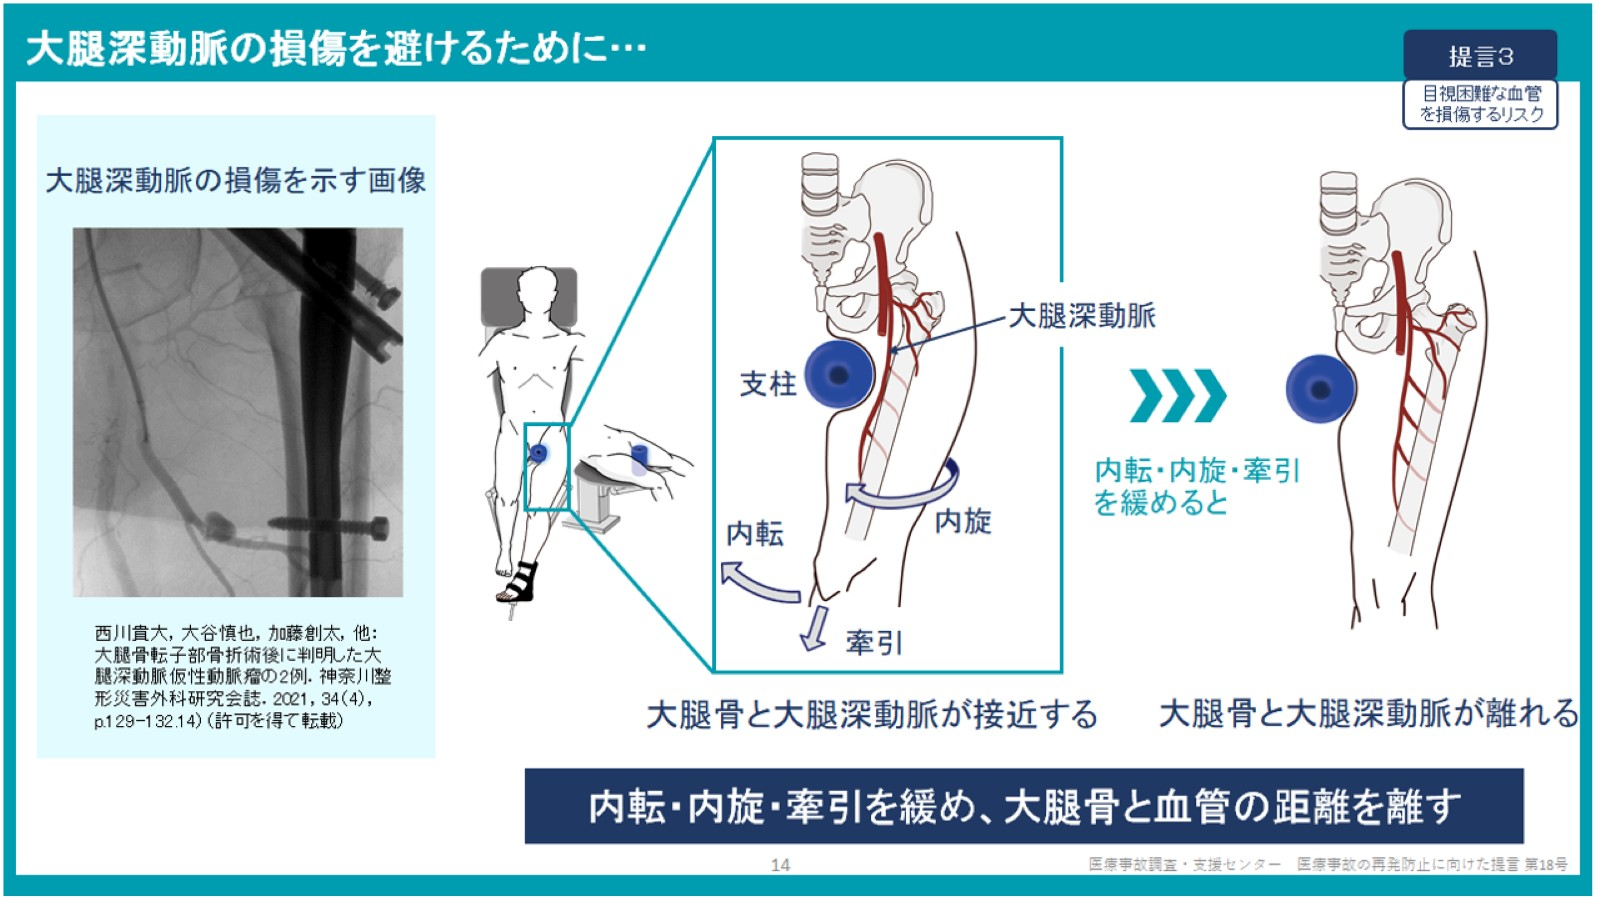 大腿深動脈の損傷を避けるために…
提言3
目視困難な血管
を損傷するリスク
大腿深動脈の損傷を示す画像
西川貴大, 大谷慎也, 加藤創太, 他:
大腿骨転子部骨折術後に判明した大
腿深動脈仮性動脈瘤の2例. 神奈川整
形災害外科研究会誌. 2021, 34(4),
p.129-132.14) (許可を得て転載)
大腿深動脈
支柱
内旋
内転
牽引
内転・内旋・牽引
を緩めると
大腿骨と大腿深動脈が接近する
大腿骨と大腿深動脈が離れる
内転・内旋・牽引を緩め、大腿骨と血管の距離を離す
14
医療事故調査・支援センター　医療事故の再発防止に向けた提言 第18号